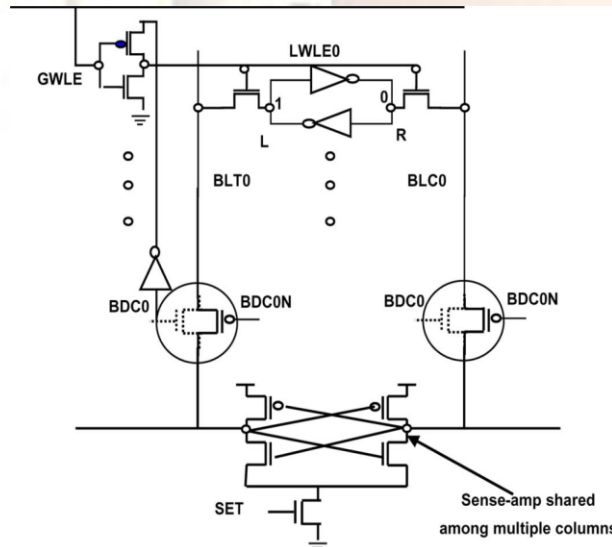 LWLE0
GWLE
1
0
L
R
BLT0
BLC0
BDC0
BDC0N
BDC0
BDC0N
SET
Sense-amp shared
among multiple columns